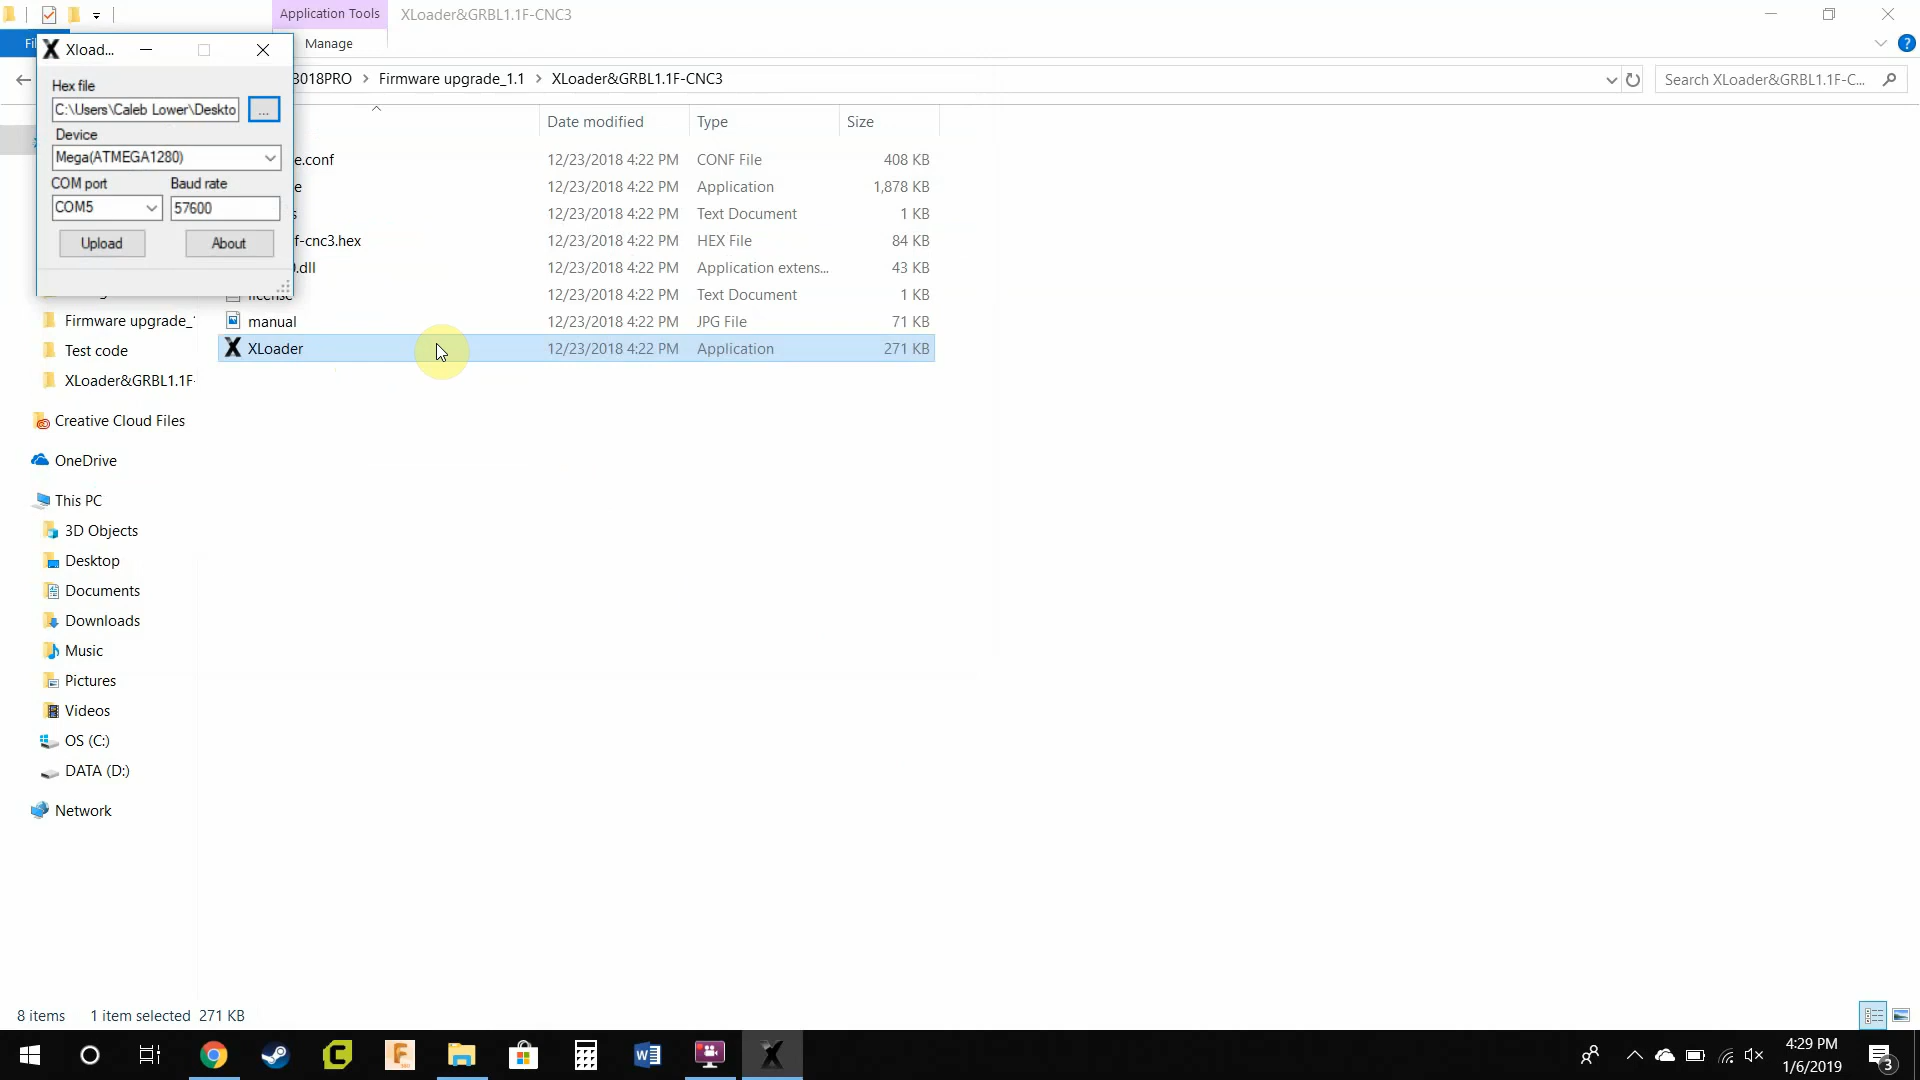 Application Tools
XLoader&GRBL1.1F-CNC3
Manage
3018PRO > Firmware upgrade_1.1 > XLoader&GRBL1.1F-CNC3
Search XLoader&GRBL1.1F-C...
Xload...
Hex file
C:\Users\Caleb Lower\Deskto
...
Device
Mega(ATMEGA1280)
COM port Baud rate
COM5 57600
Upload About
Date modified Type Size
e.conf 12/23/2018 4:22 PM CONF File 408 KB
e 12/23/2018 4:22 PM Application 1,878 KB
s 12/23/2018 4:22 PM Text Document 1 KB
f-cnc3.hex 12/23/2018 4:22 PM HEX File 84 KB
.dll 12/23/2018 4:22 PM Application extens... 43 KB
license 12/23/2018 4:22 PM Text Document 1 KB
manual 12/23/2018 4:22 PM JPG File 71 KB
XLoader 12/23/2018 4:22 PM Application 271 KB
Firmware upgrade_
Test code
XLoader&GRBL1.1F-
Creative Cloud Files
OneDrive
This PC
3D Objects
Desktop
Documents
Downloads
Music
Pictures
Videos
OS (C:)
DATA (D:)
Network
8 items 1 item selected 271 KB
4:29 PM
1/6/2019
3